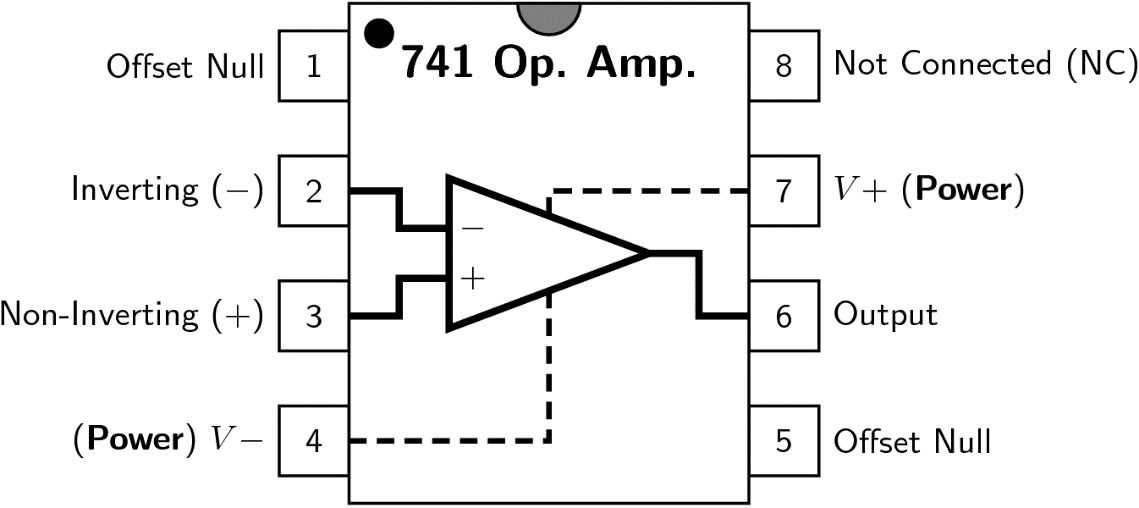 741 Op. Amp.
Offset Null 1
8 Not Connected (NC)
Inverting (−) 2
7 V+ (Power)
−
+
Non-Inverting (+) 3
6 Output
(Power) V− 4
5 Offset Null